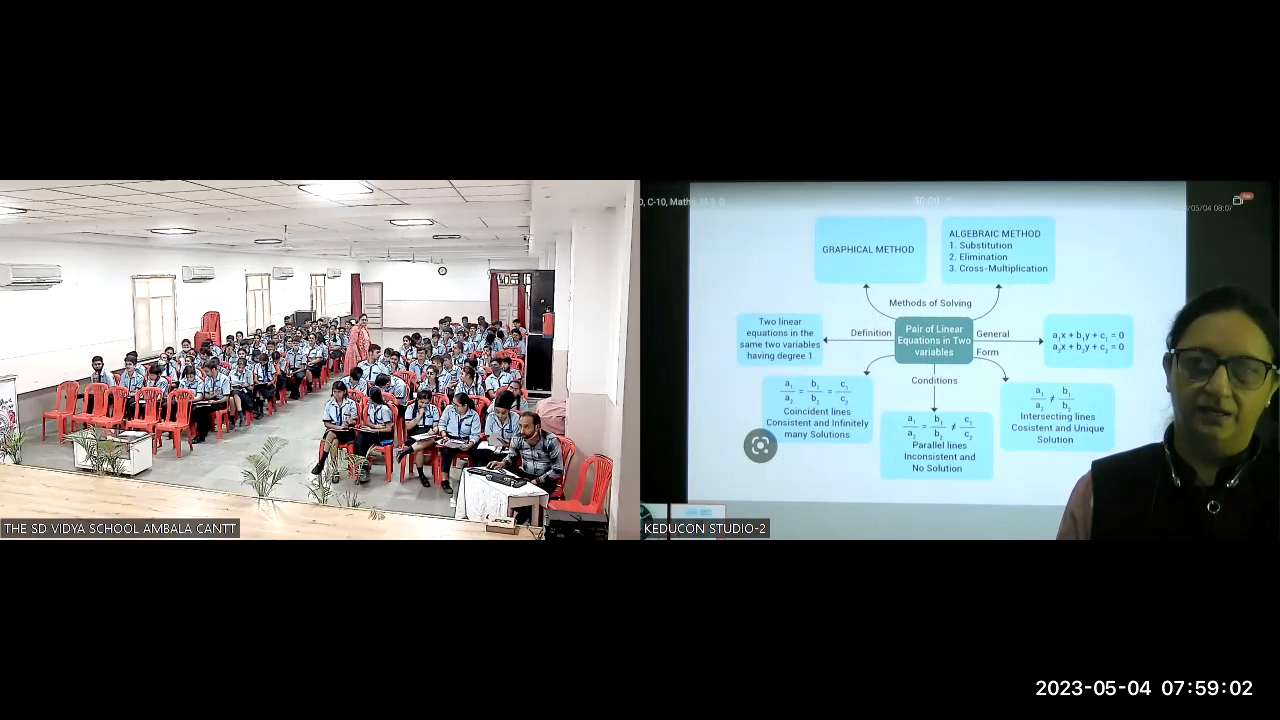 THE SD VIDYA SCHOOL AMBALA CANTT
C-10, Maths,
30:00
GRAPHICAL METHOD
ALGEBRAIC METHOD
1. Substitution
2. Elimination
3. Cross-Multiplication
Methods of Solving
Two linear
equations in the
same two variables
having degree 1
Definition
Pair of Linear
Equations in Two
variables
General
Form
a₁x + b₁y + c₁ = 0
a₂x + b₂y + c₂ = 0
Conditions
a₁/a₂ = b₁/b₂ = c₁/c₂
Coincident lines
Consistent and Infinitely
many Solutions
a₁/a₂ = b₁/b₂ ≠ c₁/c₂
Parallel lines
Inconsistent and
No Solution
a₁/a₂ ≠ b₁/b₂
Intersecting lines
Cosistent and Unique
Solution
KEDUCON STUDIO-2
2023-05-04 07:59:02